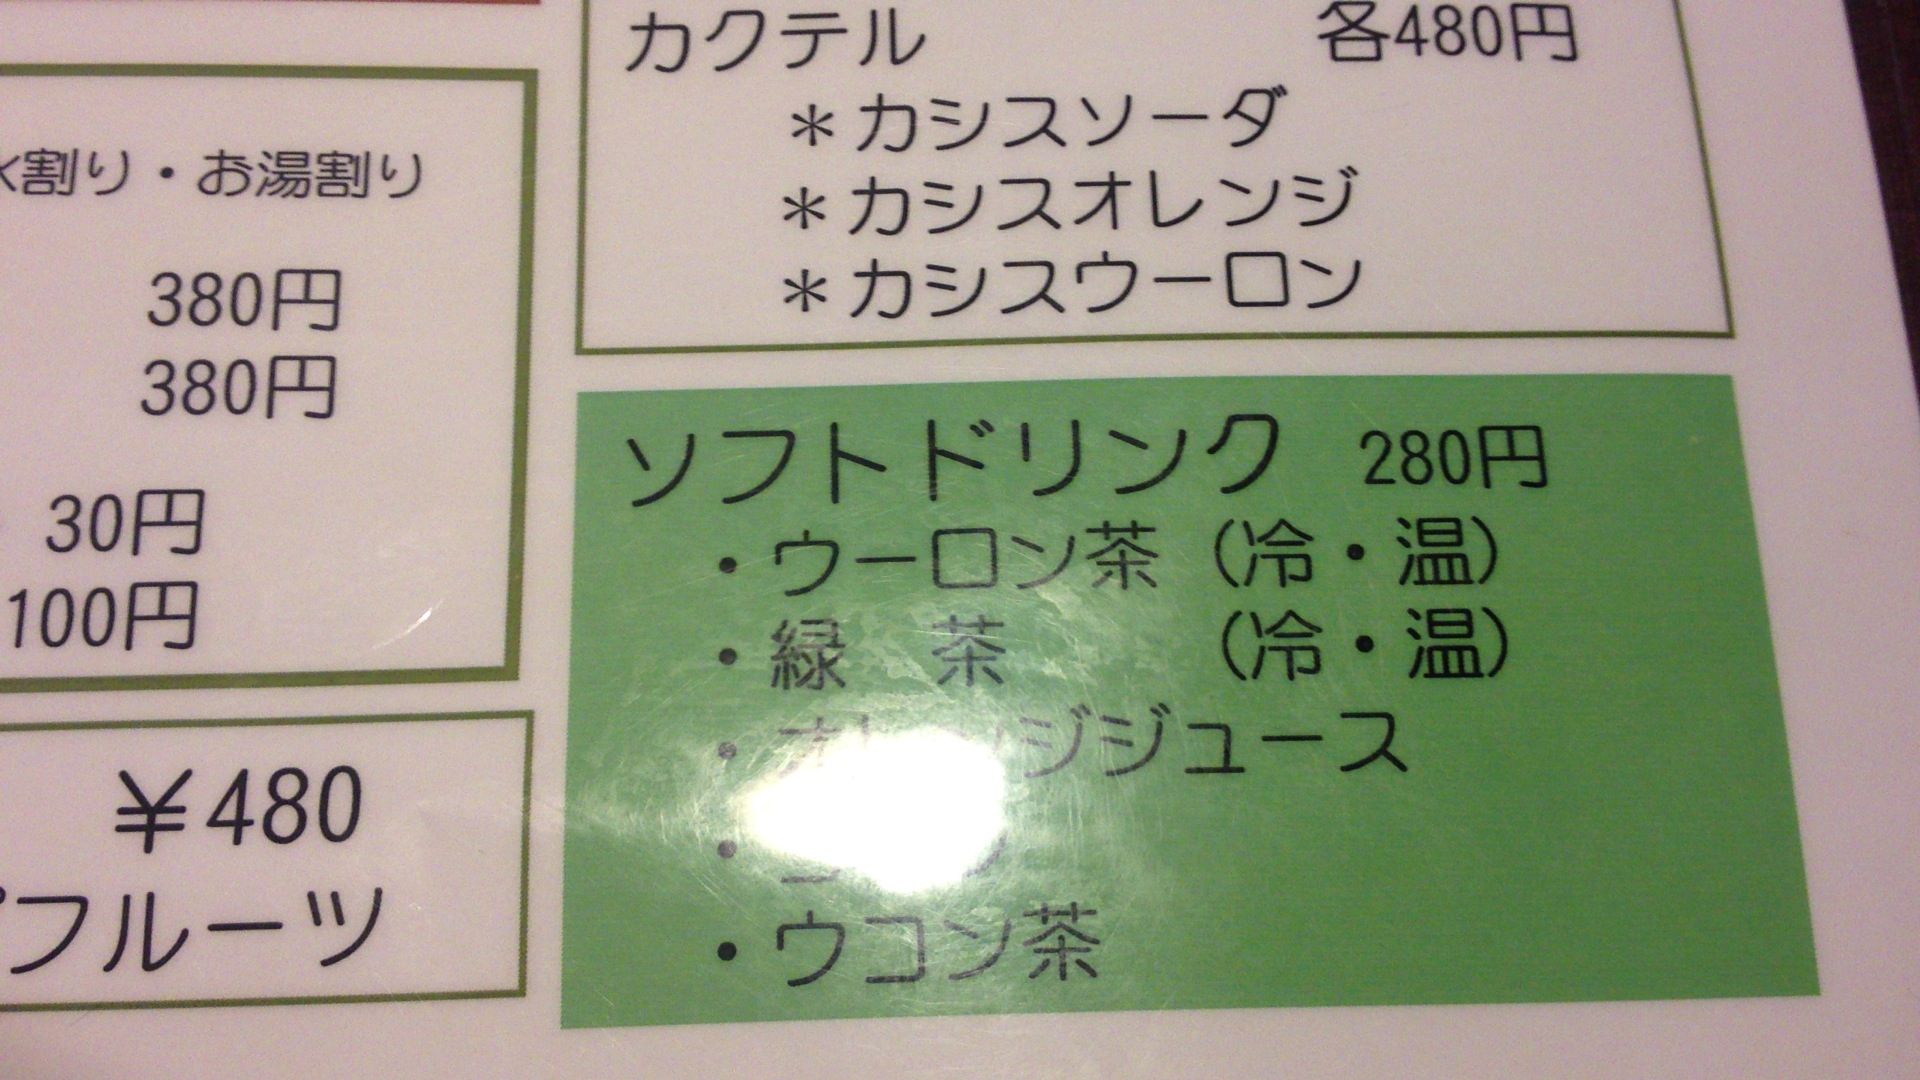 水割り・お湯割り
380円
380円
30円
100円
¥480
フルーツ
カクテル 各480円
＊カシスソーダ
＊カシスオレンジ
＊カシスウーロン
ソフトドリンク 280円
・ウーロン茶 （冷・温）
・緑 茶 （冷・温）
・オレンジジュース
・ウコン茶